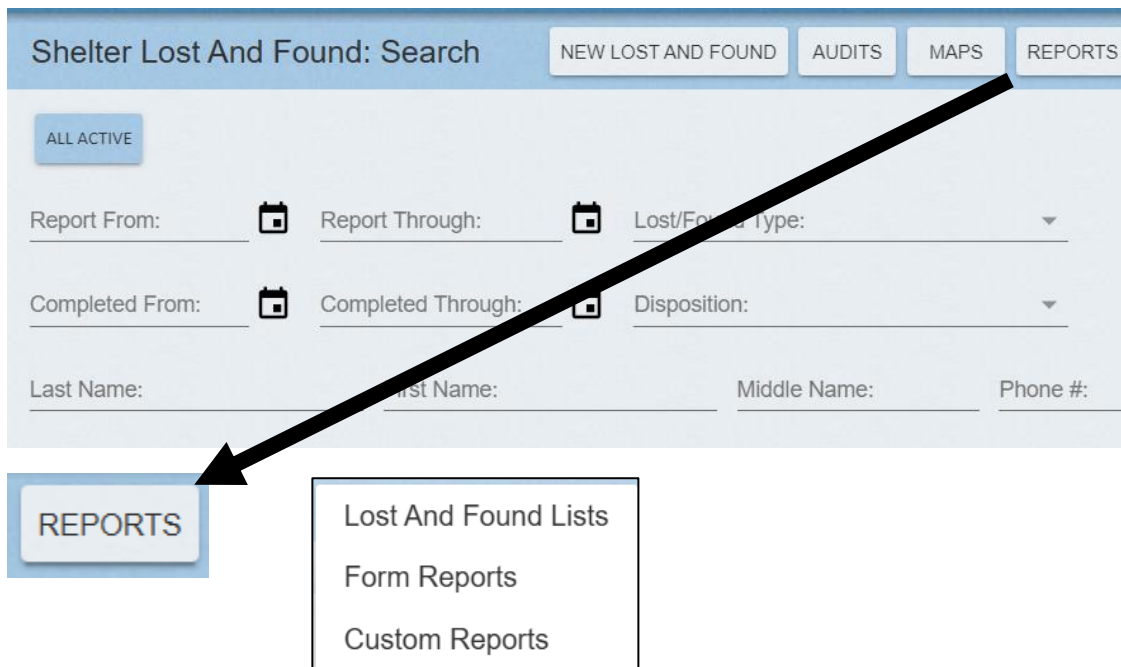 Shelter Lost And Found: Search NEW LOST AND FOUND AUDITS MAPS REPORTS
ALL ACTIVE
Report From: Report Through: Lost/Found Type:
Completed From: Completed Through: Disposition:
Last Name: First Name: Middle Name: Phone #:
REPORTS
Lost And Found Lists
Form Reports
Custom Reports